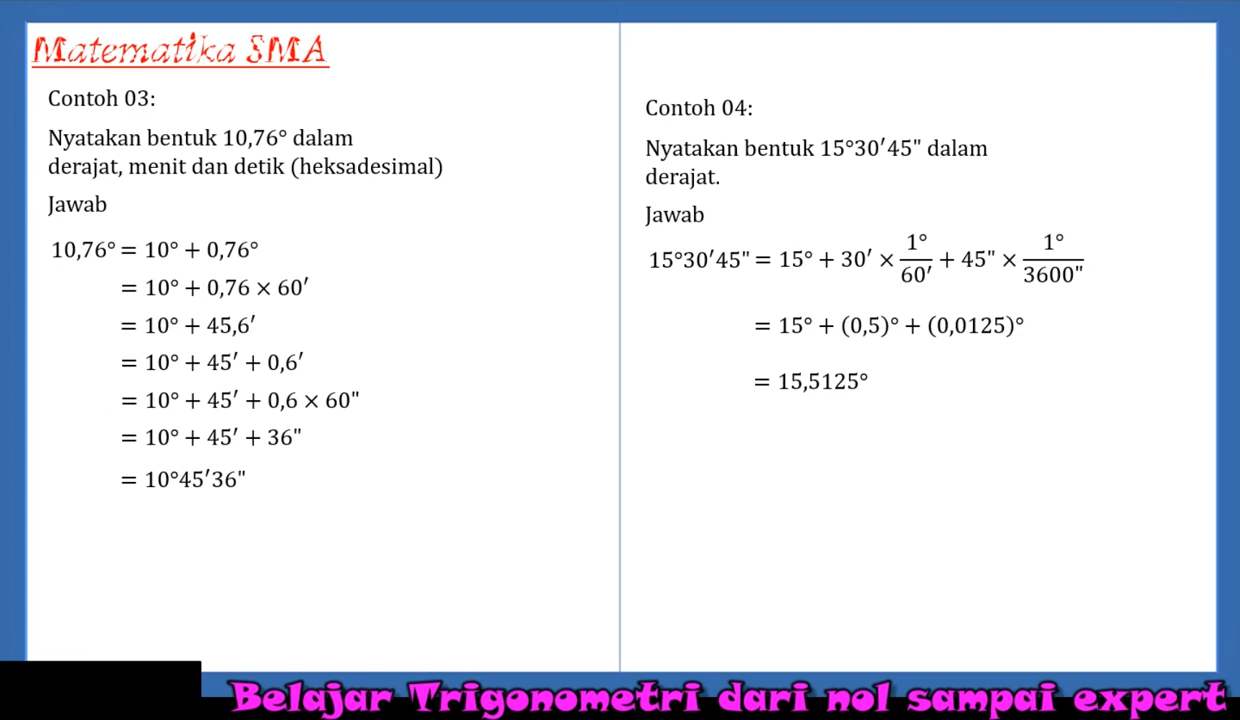 Matematika SMA
Contoh 03:
Nyatakan bentuk 10,76° dalam
derajat, menit dan detik (heksadesimal)
Jawab
10,76° = 10° + 0,76°
= 10° + 0,76 × 60′
= 10° + 45,6′
= 10° + 45′ + 0,6′
= 10° + 45′ + 0,6 × 60"
= 10° + 45′ + 36"
= 10°45′36"
Contoh 04:
Nyatakan bentuk 15°30′45" dalam
derajat.
Jawab
15°30′45" = 15° + 30′ × 1°/60′ + 45" × 1°/3600"
= 15° + (0,5)° + (0,0125)°
= 15,5125°
Belajar Trigonometri dari nol sampai expert